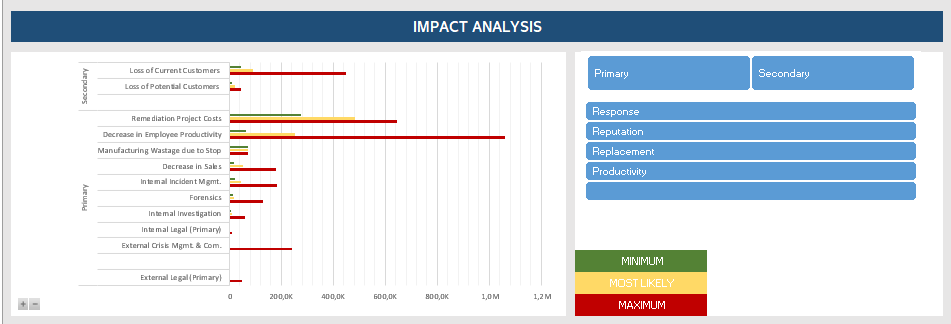 IMPACT ANALYSIS
Secondary
Loss of Current Customers
Loss of Potential Customers
Primary
Remediation Project Costs
Decrease in Employee Productivity
Manufacturing Wastage due to Stop
Decrease in Sales
Internal Incident Mgmt.
Forensics
Internal Investigation
Internal Legal (Primary)
External Crisis Mgmt. & Com.
External Legal (Primary)
0 200,0K 400,0K 600,0K 800,0K 1,0 M 1,2 M
Primary Secondary
Response
Reputation
Replacement
Productivity
MINIMUM
MOST LIKELY
MAXIMUM